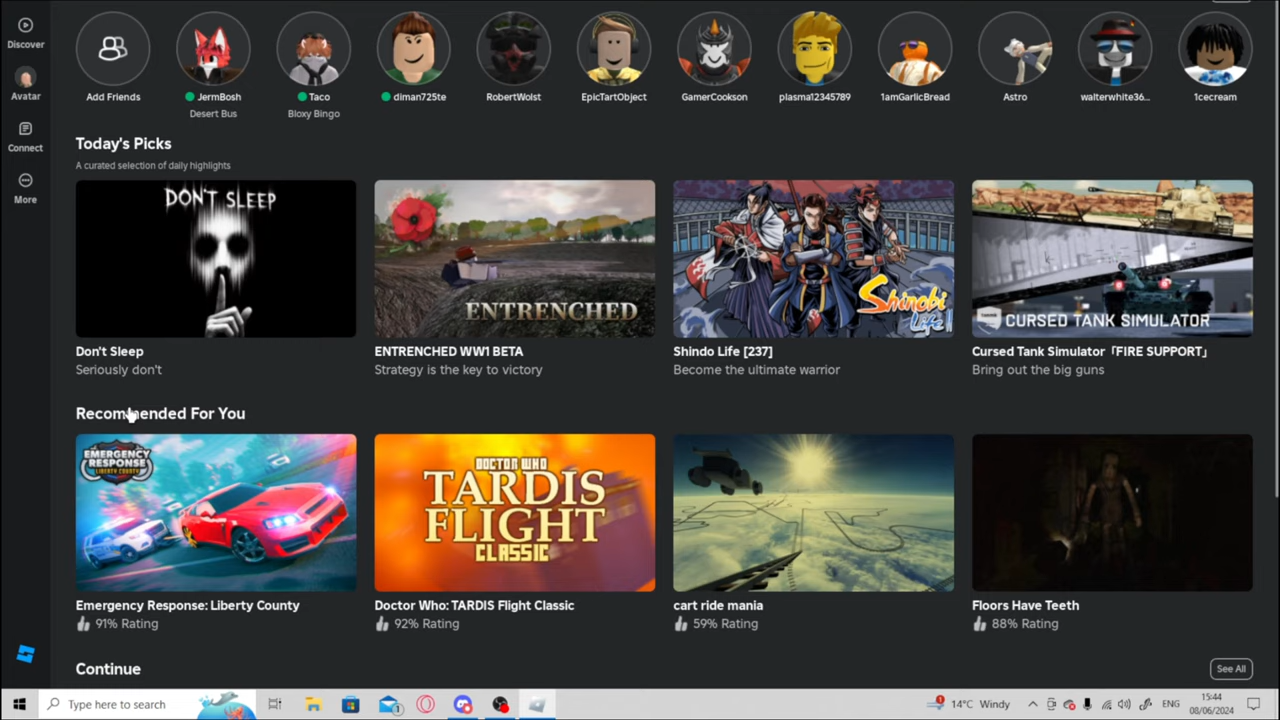 Discover
Avatar
Connect
More
Add Friends
JermBosh
Desert Bus
Taco
Bloxy Bingo
diman725te
RobertWolst
EpicTartObject
GamerCookson
plasma12345789
1amGarlicBread
Astro
walterwhite36...
1cecream
Today's Picks
A curated selection of daily highlights
DON'T SLEEP
ENTRENCHED
Shinobi
Life
CURSED TANK SIMULATOR
Don't Sleep
Seriously don't
ENTRENCHED WW1 BETA
Strategy is the key to victory
Shindo Life [237]
Become the ultimate warrior
Cursed Tank Simulator「FIRE SUPPORT」
Bring out the big guns
Recommended For You
EMERGENCY
RESPONSE
LIBERTY COUNTY
DOCTOR WHO
TARDIS
FLIGHT
CLASSIC
Emergency Response: Liberty County
91% Rating
Doctor Who: TARDIS Flight Classic
92% Rating
cart ride mania
59% Rating
Floors Have Teeth
88% Rating
Continue
See All
Type here to search
14°C Windy
ENG
15:44
08/06/2024